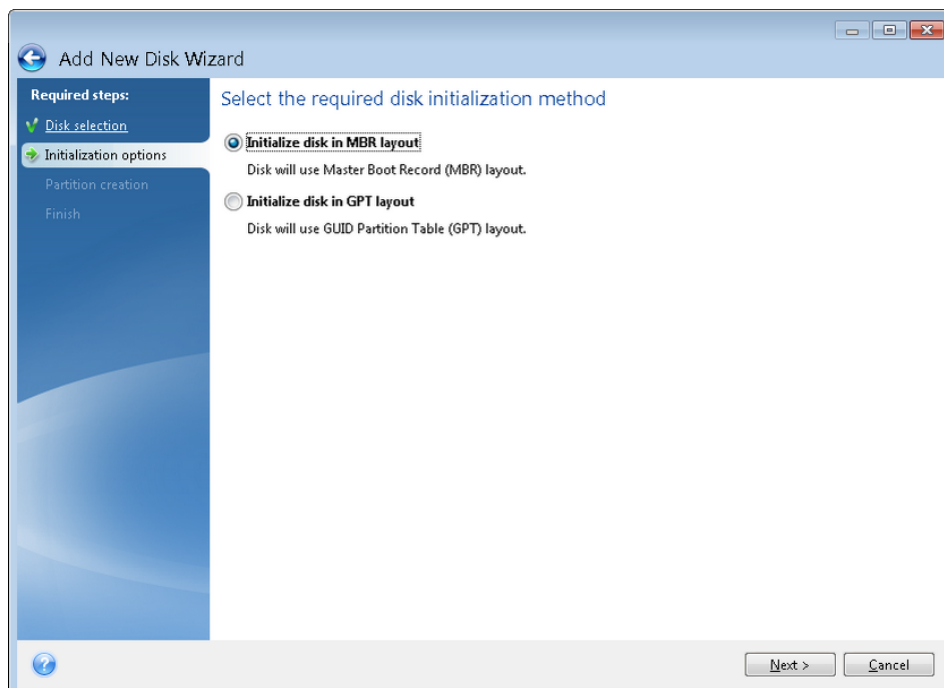 Add New Disk Wizard
Required steps:
Disk selection
Initialization options
Partition creation
Finish
Select the required disk initialization method
Initialize disk in MBR layout
Disk will use Master Boot Record (MBR) layout.
Initialize disk in GPT layout
Disk will use GUID Partition Table (GPT) layout.
Next >
Cancel